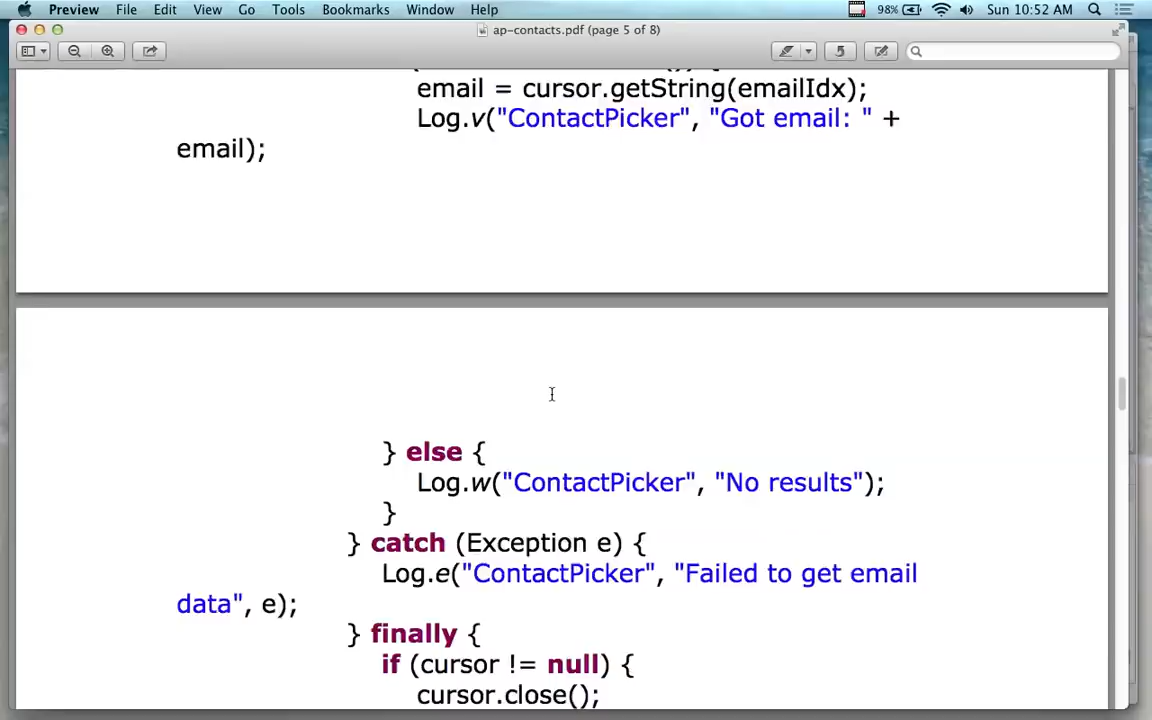 Preview File Edit View Go Tools Bookmarks Window Help 98% Sun 10:52 AM
ap-contacts.pdf (page 5 of 8)
email = cursor.getString(emailIdx);
Log.v("ContactPicker", "Got email: " +
email);
} else {
Log.w("ContactPicker", "No results");
}
} catch (Exception e) {
Log.e("ContactPicker", "Failed to get email
data", e);
} finally {
if (cursor != null) {
cursor.close();